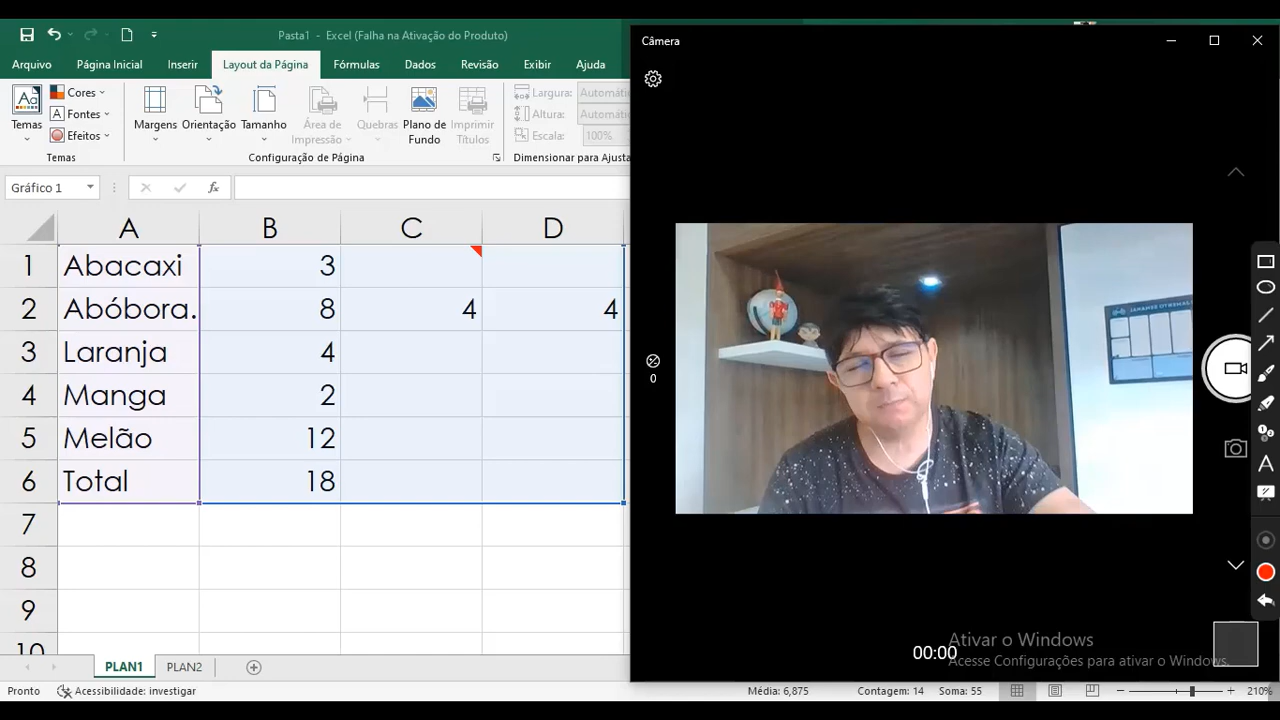 Pasta1 - Excel (Falha na Ativação do Produto)
Câmera
Arquivo Página Inicial Inserir Layout da Página Fórmulas Dados Revisão Exibir Ajuda
Temas
Cores
Fontes
Efeitos
Margens Orientação Tamanho Área de Impressão Quebras Plano de Fundo Imprimir Títulos
Largura: Automátic
Altura: Automátic
Escala: 100%
Temas Configuração de Página Dimensionar para Ajusta
Gráfico 1 fx
A B C D
1 Abacaxi 3
2 Abóbora. 8 4 4
3 Laranja 4
4 Manga 2
5 Melão 12
6 Total 18
7
8
9
10
0
00:00
Ativar o Windows
Acesse Configurações para ativar o Windows.
PLAN1 PLAN2
Pronto Acessibilidade: investigar Média: 6,875 Contagem: 14 Soma: 55 210%